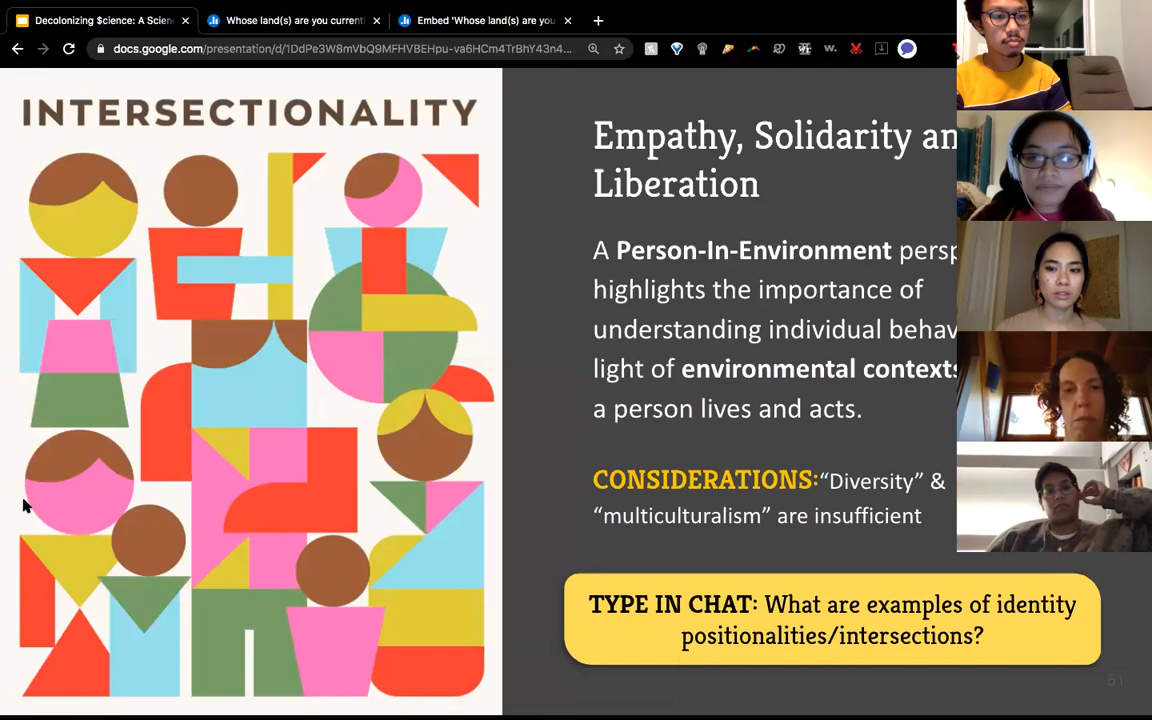 Decolonizing $cience: A Scien
Whose land(s) are you current
Embed 'Whose land(s) are you
docs.google.com/presentation/d/1DdPe3W8mVbQ9MFHVBEHpu-va6HCm4TrBhY43n4...
w.
INTERSECTIONALITY
Empathy, Solidarity an
Liberation
A Person-In-Environment persp
highlights the importance of
understanding individual behav
light of environmental contexts
a person lives and acts.
CONSIDERATIONS:“Diversity” &
“multiculturalism” are insufficient
TYPE IN CHAT: What are examples of identity
positionalities/intersections?
51